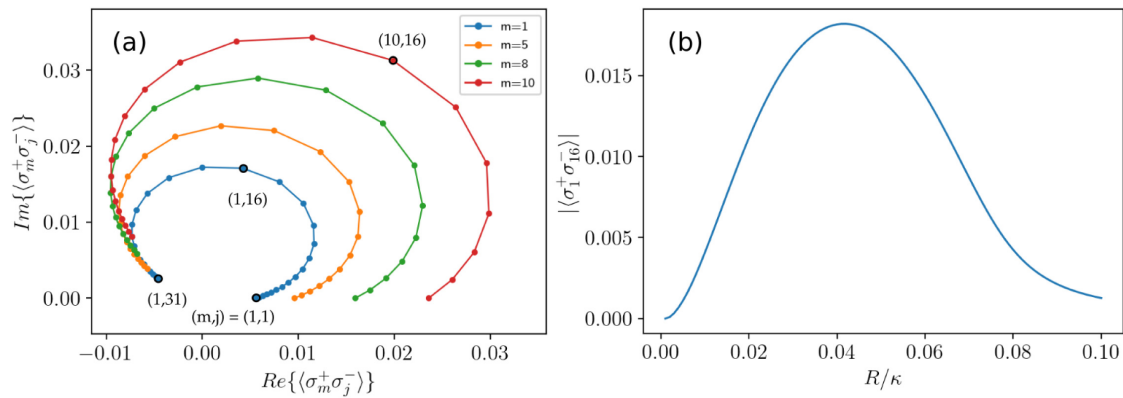 (a)
m=1
m=5
m=8
m=10
(10,16)
(1,16)
(1,31)
(m,j) = (1,1)
0.03
0.02
0.01
0.00
Im{⟨σ_m^+σ_j^-⟩}
−0.01 0.00 0.01 0.02 0.03
Re{⟨σ_m^+σ_j^-⟩}
(b)
0.015
0.010
0.005
0.000
|⟨σ_1^+σ_16^-⟩|
0.00 0.02 0.04 0.06 0.08 0.10
R/κ